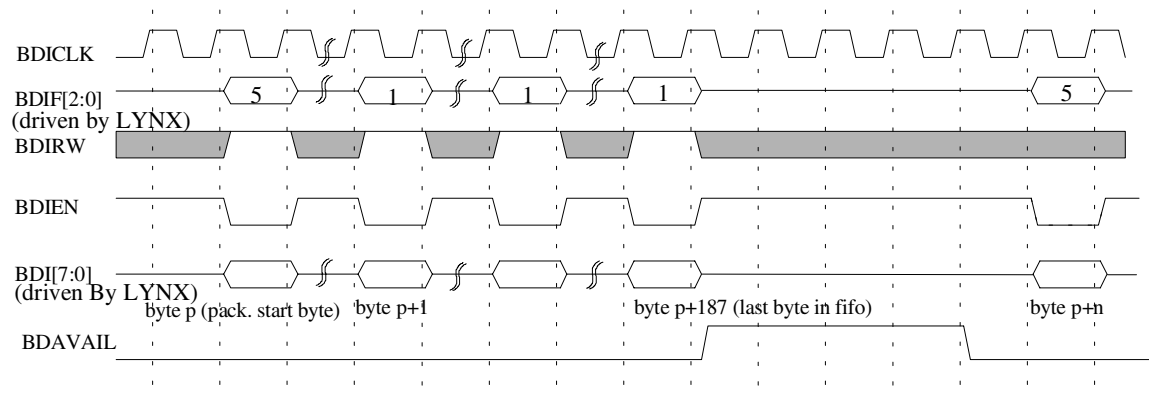 BDICLK
BDIF[2:0] 5 1 1 1 5
(driven by LYNX)
BDIRW
BDIEN
BDI[7:0]
(driven By LYNX)
byte p (pack. start byte) byte p+1 byte p+187 (last byte in fifo) byte p+n
BDAVAIL